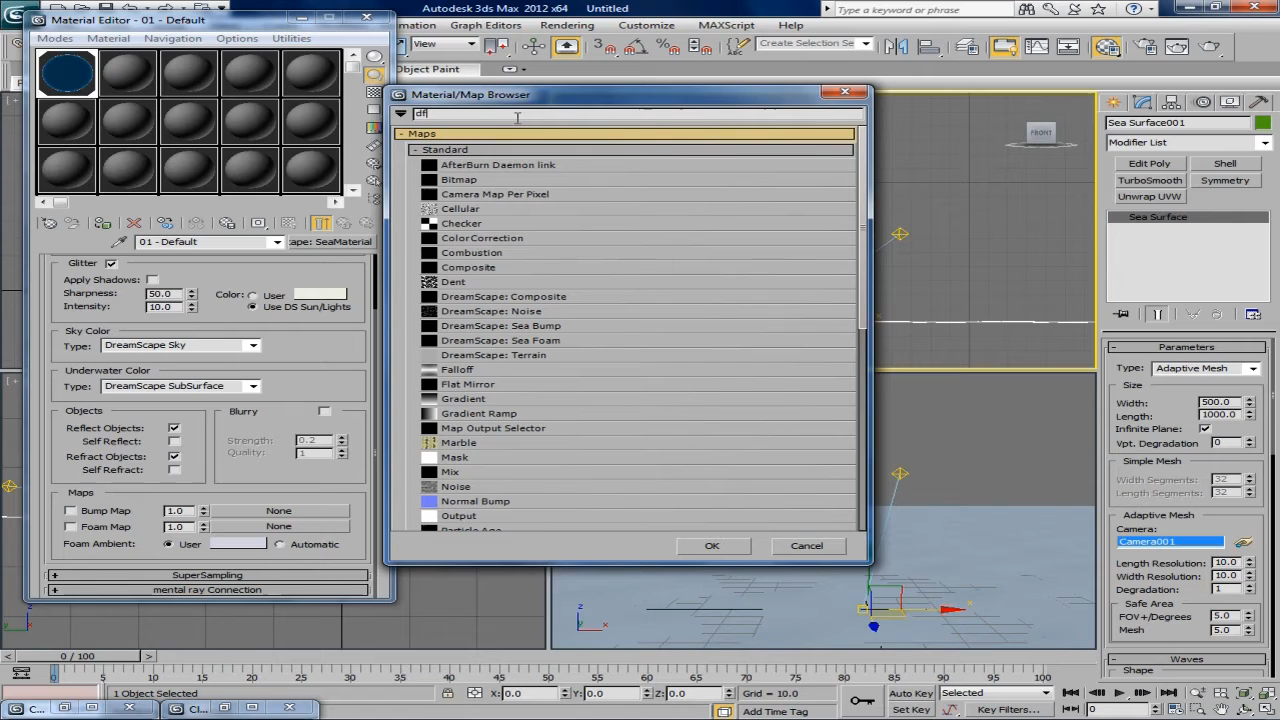 Material Editor - 01 - Default
Autodesk 3ds Max 2012 x64
Untitled
Type a keyword or phrase
Modes Material Navigation Options Utilities
Graph Editors Rendering Customize MAXScript Help
View
Create Selection Se
Object Paint
Material/Map Browser
df
- Maps
- Standard
AfterBurn Daemon link
Bitmap
Camera Map Per Pixel
Cellular
Checker
ColorCorrection
Combustion
Composite
Dent
DreamScape: Composite
DreamScape: Noise
DreamScape: Sea Bump
DreamScape: Sea Foam
DreamScape: Terrain
Falloff
Flat Mirror
Gradient
Gradient Ramp
Map Output Selector
Marble
Mask
Mix
Noise
Normal Bump
Output
Particle Age
OK Cancel
01 - Default
ape: SeaMaterial
Glitter
Apply Shadows:
Sharpness: 50.0
Color: User
Intensity: 10.0
Use DS Sun/Lights
Sky Color
Type: DreamScape Sky
Underwater Color
Type: DreamScape SubSurface
Objects
Blurry
Reflect Objects:
Self Reflect:
Strength: 0.2
Refract Objects:
Quality: 1
Self Refract:
Maps
Bump Map 1.0 None
Foam Map 1.0 None
Foam Ambient: User Automatic
+ SuperSampling
+ mental ray Connection
FRONT
Sea Surface001
Modifier List
Edit Poly Shell
TurboSmooth Symmetry
Unwrap UVW
Sea Surface
- Parameters
Type: Adaptive Mesh
Size
Width: 500.0
Length: 1000.0
Infinite Plane:
Vpt. Degradation 0
Simple Mesh
Width Segments: 32
Length Segments: 32
Adaptive Mesh
Camera:
Camera001
Length Resolution: 10.0
Width Resolution: 10.0
Degradation: 1
Safe Area
FOV+/Degrees 5.0
Mesh 5.0
- Waves
Shape
z x
x
0 / 100
0 5 10 15 20 25 30 35 40 45 50 55 60 65 70 75 80 85 90 95 100
1 Object Selected
X: 0.0 Y: 0.0 Z: 0.0
Grid = 10.0
Auto Key Selected
Add Time Tag
Set Key Key Filters...
0
C... Cl...